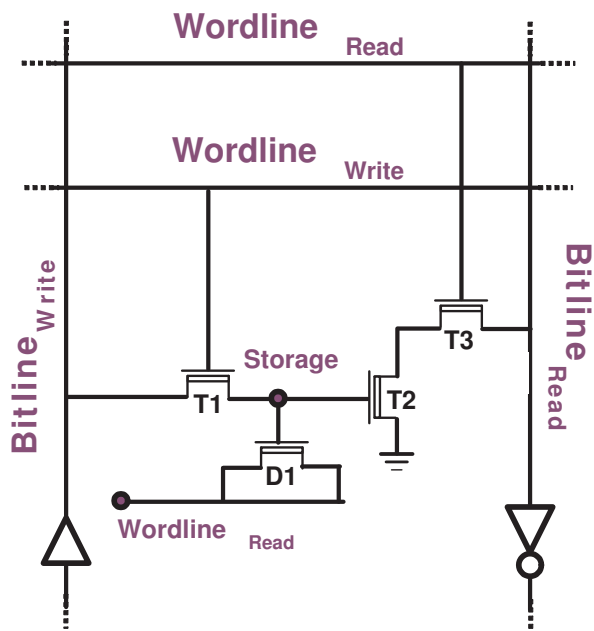 Wordline Read
Wordline Write
Bitline Write
Bitline Read
T3
Storage
T1
T2
D1
Wordline Read